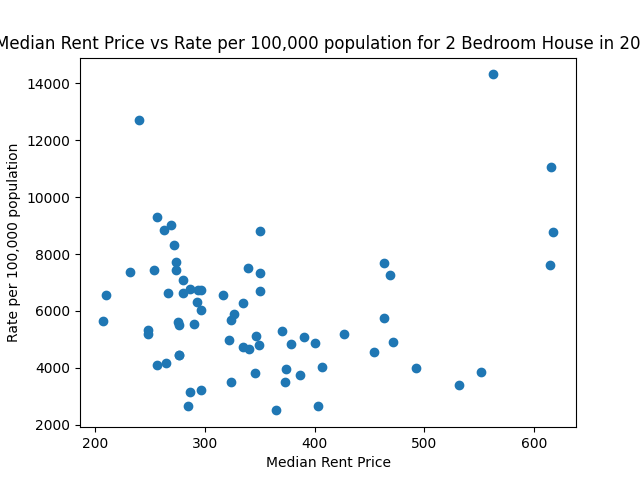 Median Rent Price vs Rate per 100,000 population for 2 Bedroom House in 20
14000
12000
10000
8000
6000
4000
2000
Rate per 100,000 population
200 300 400 500 600
Median Rent Price